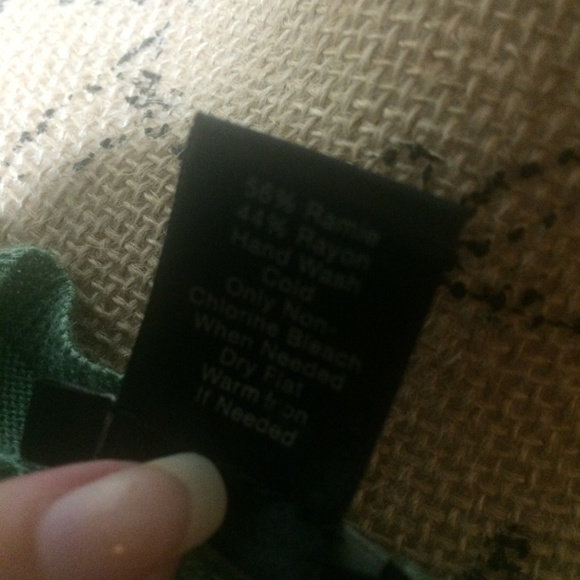 56% Ramie
44% Rayon
Hand Wash
Cold
Only Non-
Chlorine Bleach
When Needed
Dry Flat
Warm Iron
If Needed